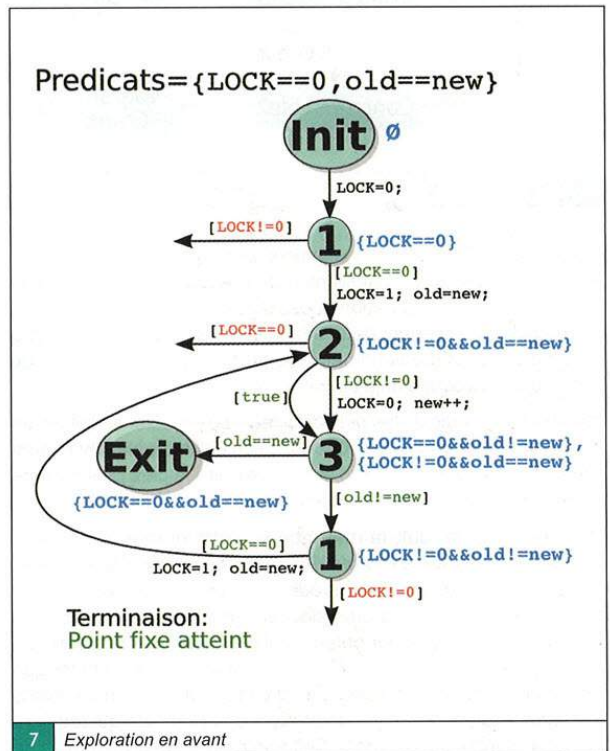 Predicats={LOCK==0,old==new}
Init Ø
LOCK=0;
[LOCK!=0] 1 {LOCK==0}
[LOCK==0]
LOCK=1; old=new;
[LOCK==0] 2 {LOCK!=0&&old==new}
[LOCK!=0]
[true] LOCK=0; new++;
Exit [old==new] 3 {LOCK==0&&old!=new},
{LOCK!=0&&old==new}
{LOCK==0&&old==new}
[old!=new]
[LOCK==0] 1 {LOCK!=0&&old!=new}
LOCK=1; old=new;
[LOCK!=0]
Terminaison:
Point fixe atteint
7 Exploration en avant